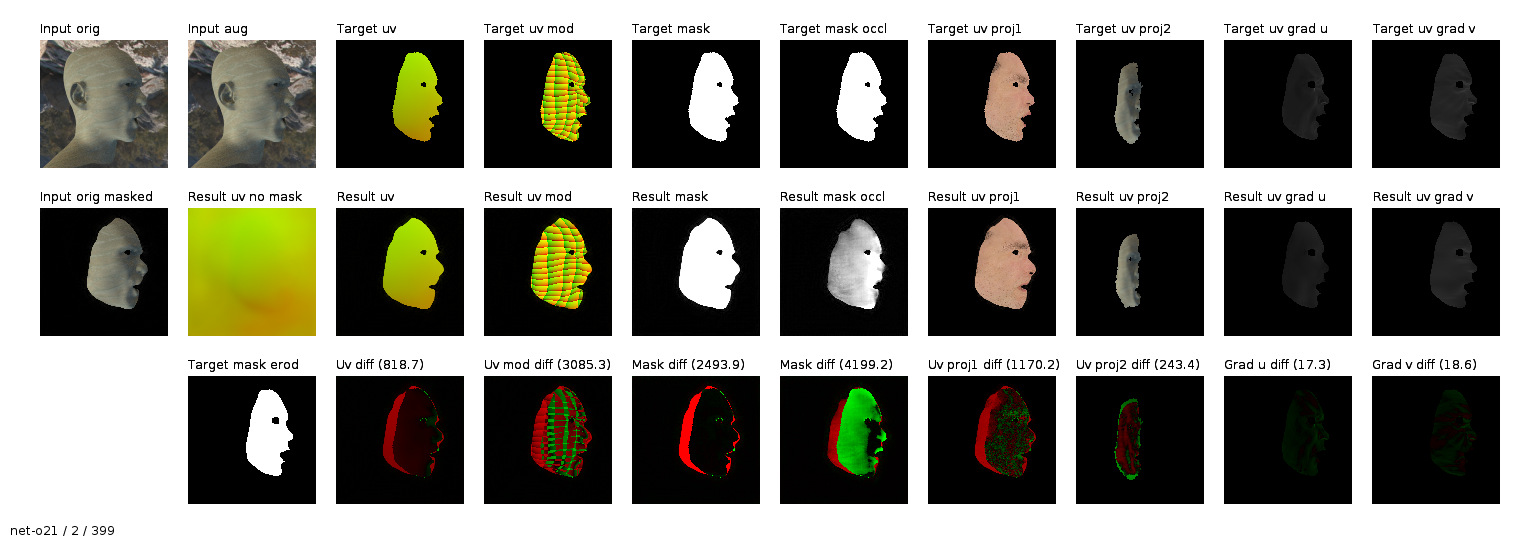 Input orig
Input aug
Target uv
Target uv mod
Target mask
Target mask occl
Target uv proj1
Target uv proj2
Target uv grad u
Target uv grad v
Input orig masked
Result uv no mask
Result uv
Result uv mod
Result mask
Result mask occl
Result uv proj1
Result uv proj2
Result uv grad u
Result uv grad v
Target mask erod
Uv diff (818.7)
Uv mod diff (3085.3)
Mask diff (2493.9)
Mask diff (4199.2)
Uv proj1 diff (1170.2)
Uv proj2 diff (243.4)
Grad u diff (17.3)
Grad v diff (18.6)
net-o21 / 2 / 399